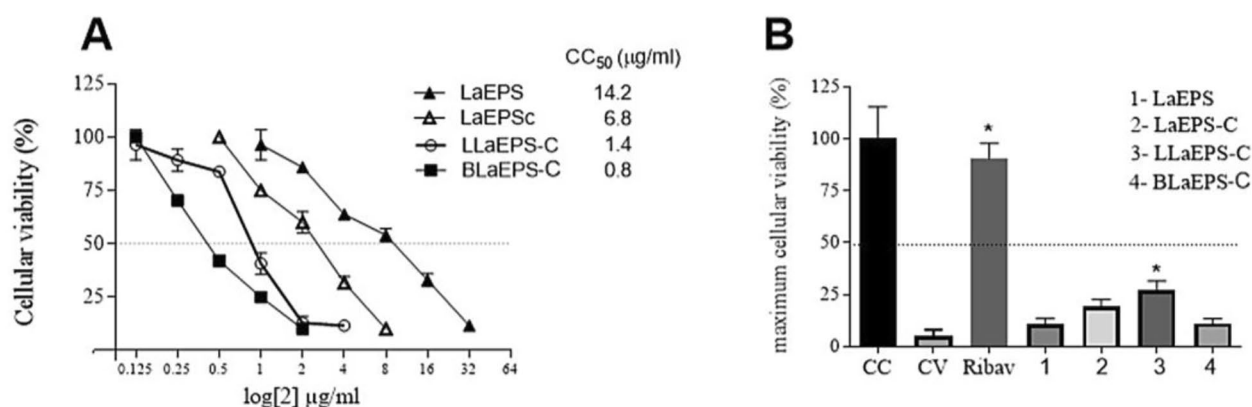 A
CC50 (μg/ml)
LaEPS 14.2
LaEPSc 6.8
LLaEPS-C 1.4
BLaEPS-C 0.8
Cellular viability (%)
125
100
75
50
25
0.125 0.25 0.5 1 2 4 8 16 32 64
log[2] μg/ml
B
1- LaEPS
2- LaEPS-C
3- LLaEPS-C
4- BLaEPS-C
maximum cellular viability (%)
125
100
75
50
25
0
* *
CC CV Ribav 1 2 3 4